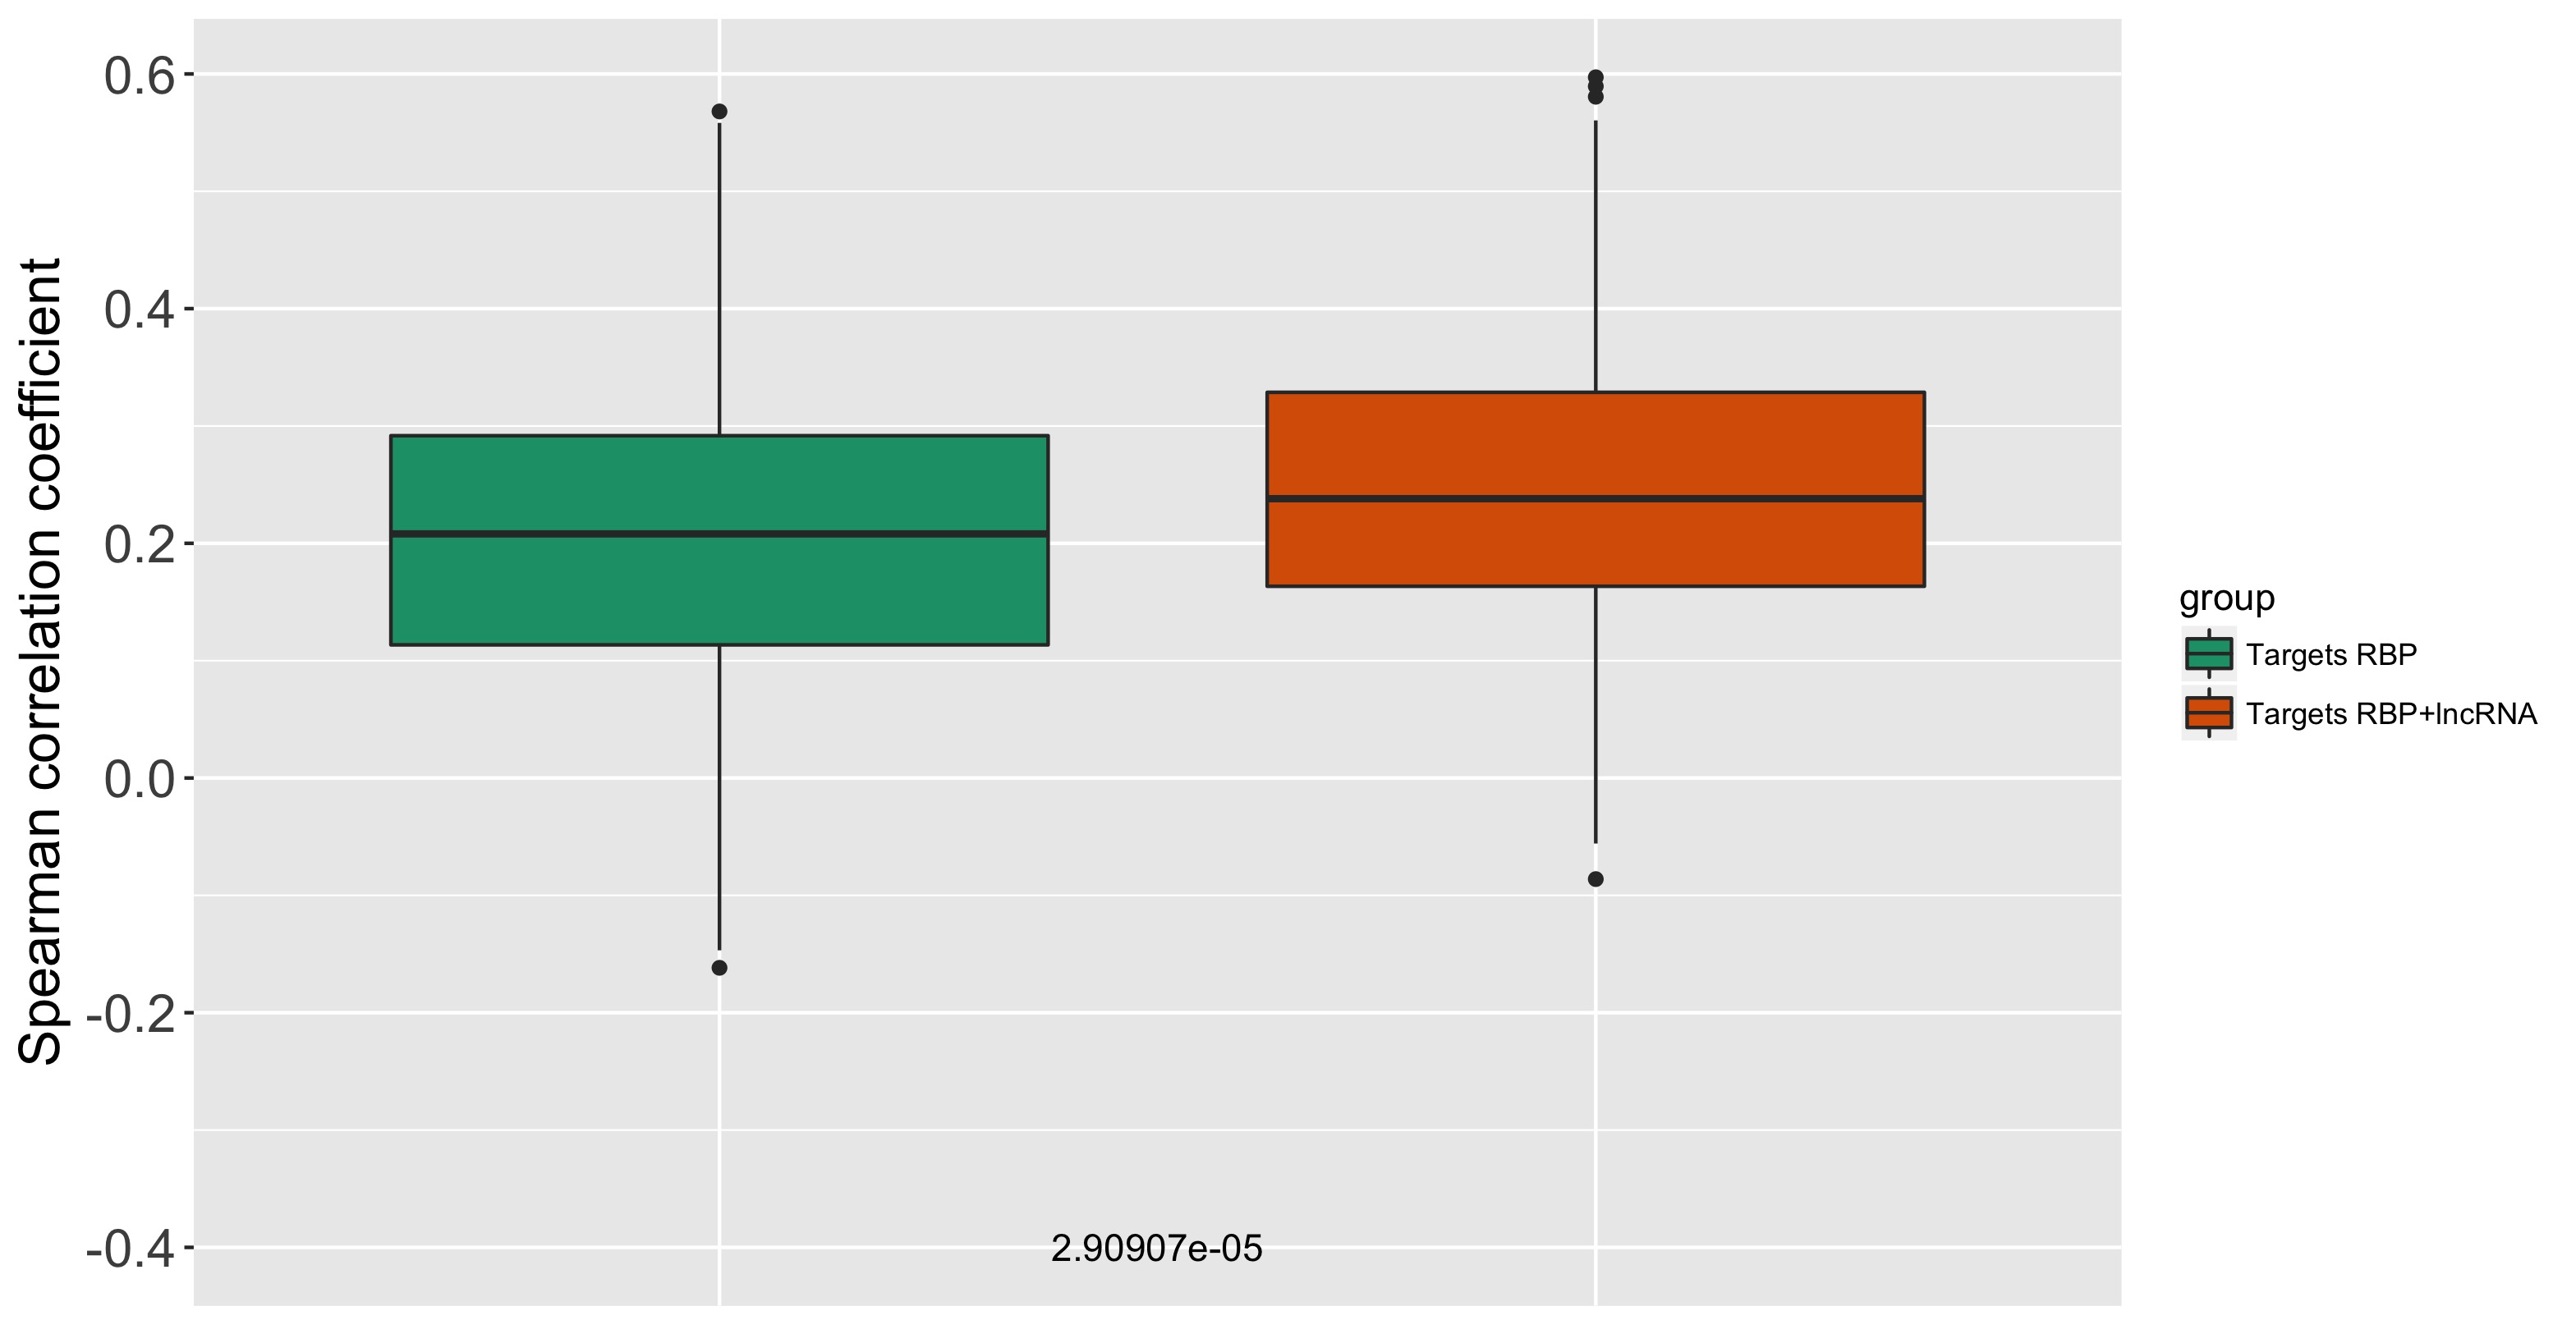 Spearman correlation coefficient
0.6
0.4
0.2
0.0
-0.2
-0.4
2.90907e-05
group
Targets RBP
Targets RBP+lncRNA